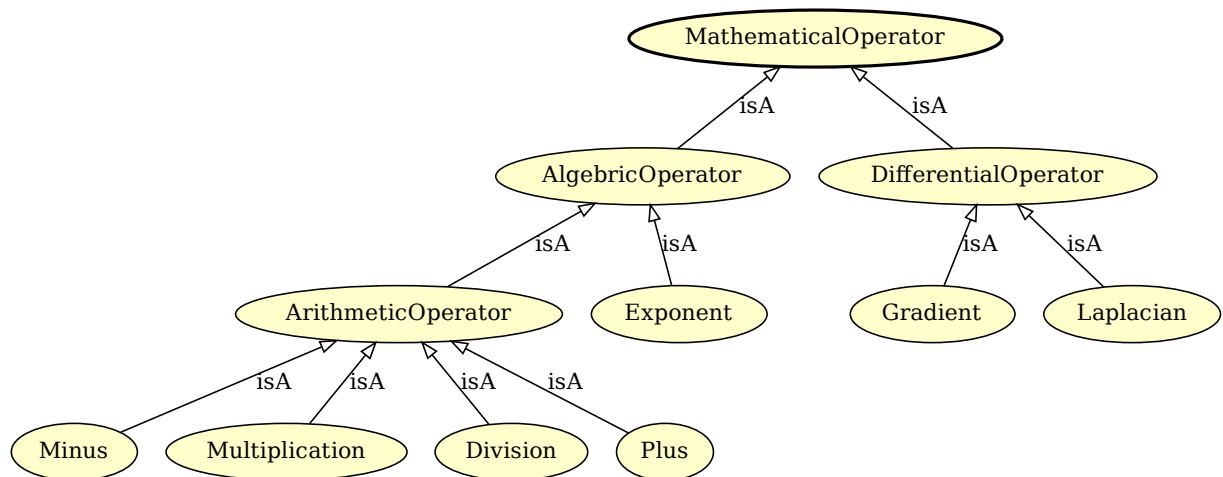 MathematicalOperator
isA
isA
AlgebricOperator
DifferentialOperator
isA
isA
isA
isA
ArithmeticOperator
Exponent
Gradient
Laplacian
isA
isA
isA
isA
Minus
Multiplication
Division
Plus